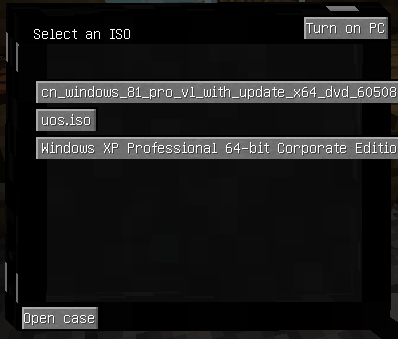 Turn on PC
Select an ISO
cn_windows_81_pro_vl_with_update_x64_dvd_60508
uos.iso
Windows XP Professional 64-bit Corporate Editio
Open case